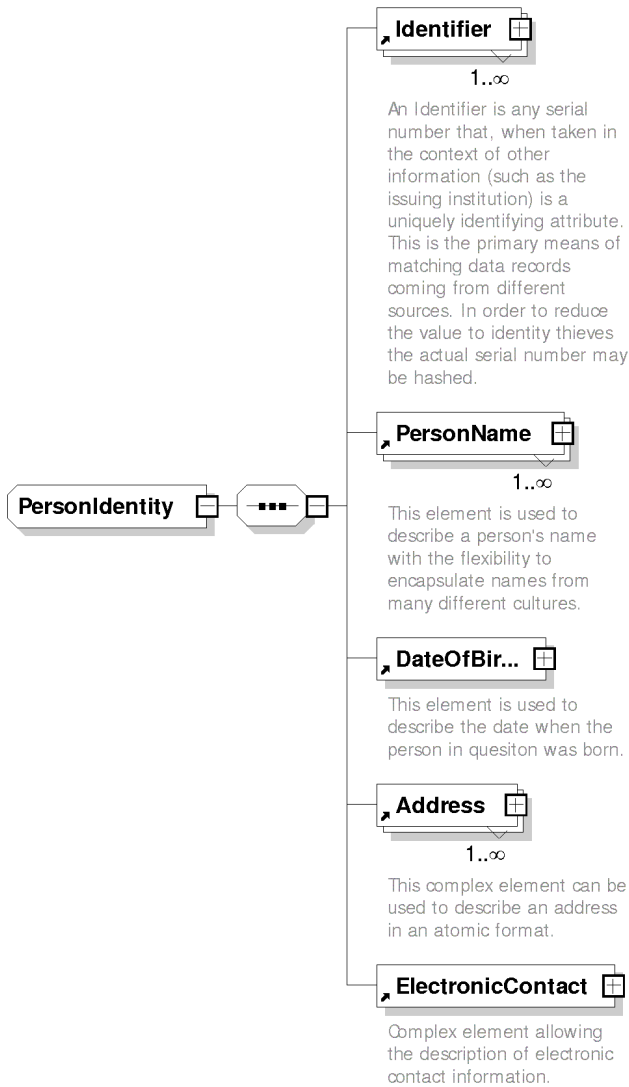 Identifier
1..∞
An Identifier is any serial
number that, when taken in
the context of other
information (such as the
issuing institution) is a
uniquely identifying attribute.
This is the primary means of
matching data records
coming from different
sources. In order to reduce
the value to identity thieves
the actual serial number may
be hashed.
PersonName
1..∞
PersonIdentity
This element is used to
describe a person's name
with the flexibility to
encapsulate names from
many different cultures.
DateOfBir...
This element is used to
describe the date when the
person in quesiton was born.
Address
1..∞
This complex element can be
used to describe an address
in an atomic format.
ElectronicContact
Complex element allowing
the description of electronic
contact information.